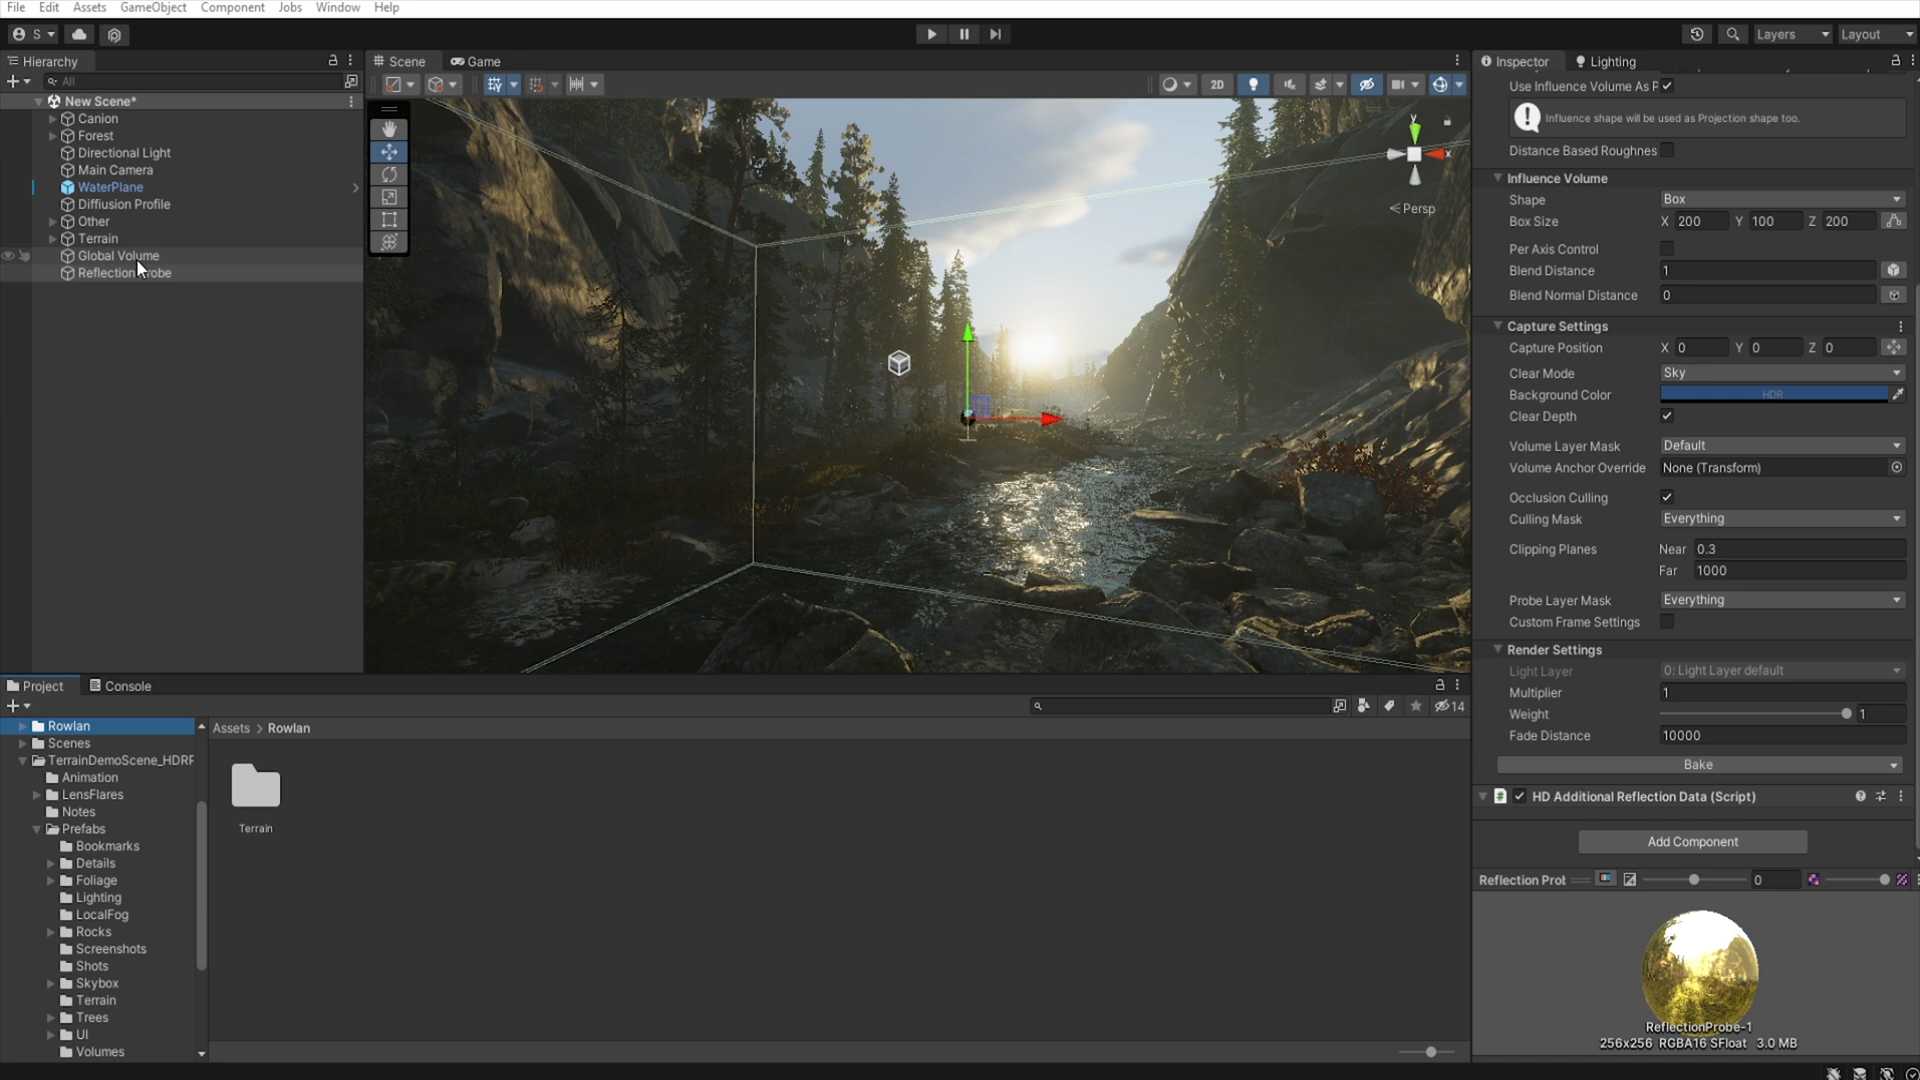 File Edit Assets GameObject Component Jobs Window Help
S Layers Layout
Hierarchy
All
New Scene*
Canion
Forest
Directional Light
Main Camera
WaterPlane
Diffusion Profile
Other
Terrain
Global Volume
Reflection Probe
Scene Game
2D
y
x
Persp
Inspector Lighting
Use Influence Volume As P
Influence shape will be used as Projection shape too.
Distance Based Roughness
Influence Volume
Shape Box
Box Size X 200 Y 100 Z 200
Per Axis Control
Blend Distance 1
Blend Normal Distance 0
Capture Settings
Capture Position X 0 Y 0 Z 0
Clear Mode Sky
Background Color HDR
Clear Depth
Volume Layer Mask Default
Volume Anchor Override None (Transform)
Occlusion Culling
Culling Mask Everything
Clipping Planes Near 0.3
Far 1000
Probe Layer Mask Everything
Custom Frame Settings
Render Settings
Light Layer 0: Light Layer default
Multiplier 1
Weight 1
Fade Distance 10000
Bake
HD Additional Reflection Data (Script)
Add Component
Reflection Prot 0
ReflectionProbe-1
256x256 RGBA16 SFloat 3.0 MB
Project Console
14
Rowlan
Scenes
TerrainDemoScene_HDRP
Animation
LensFlares
Notes
Prefabs
Bookmarks
Details
Foliage
Lighting
LocalFog
Rocks
Screenshots
Shots
Skybox
Terrain
Trees
UI
Volumes
Assets > Rowlan
Terrain